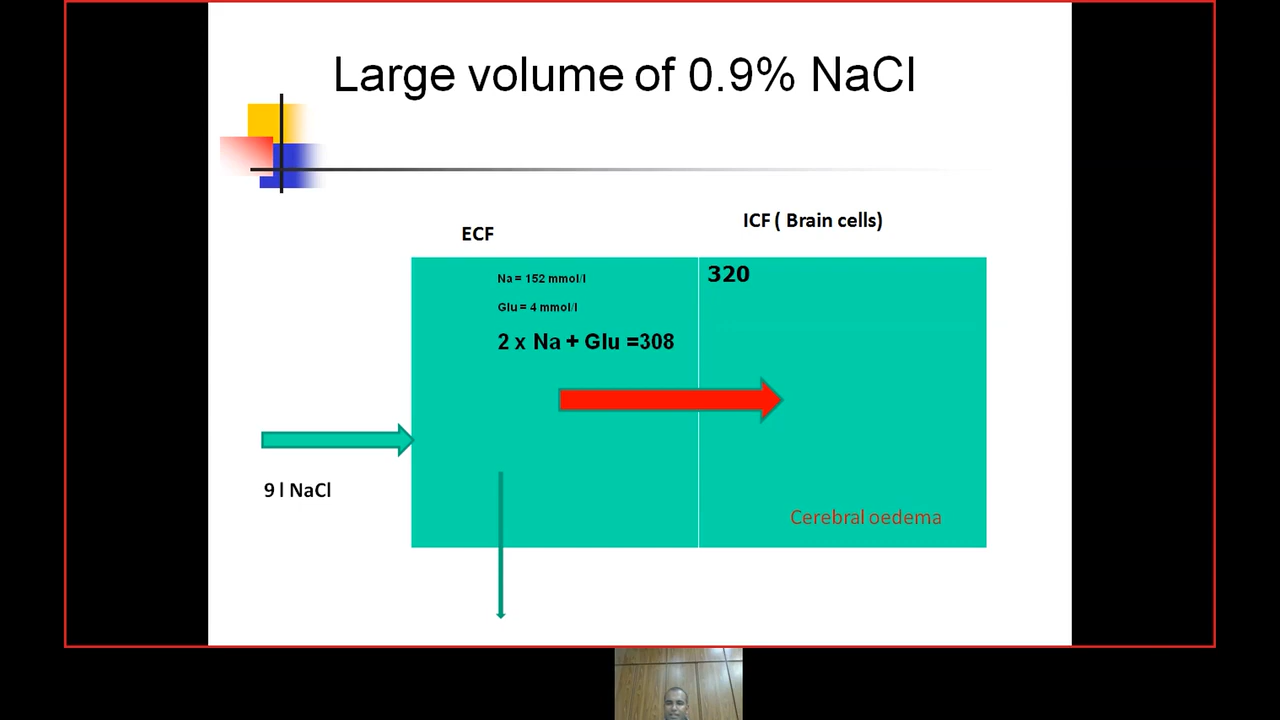 Large volume of 0.9% NaCl
ICF ( Brain cells)
ECF
Na = 152 mmol/l
320
Glu = 4 mmol/l
2 x Na + Glu =308
9 l NaCl
Cerebral oedema